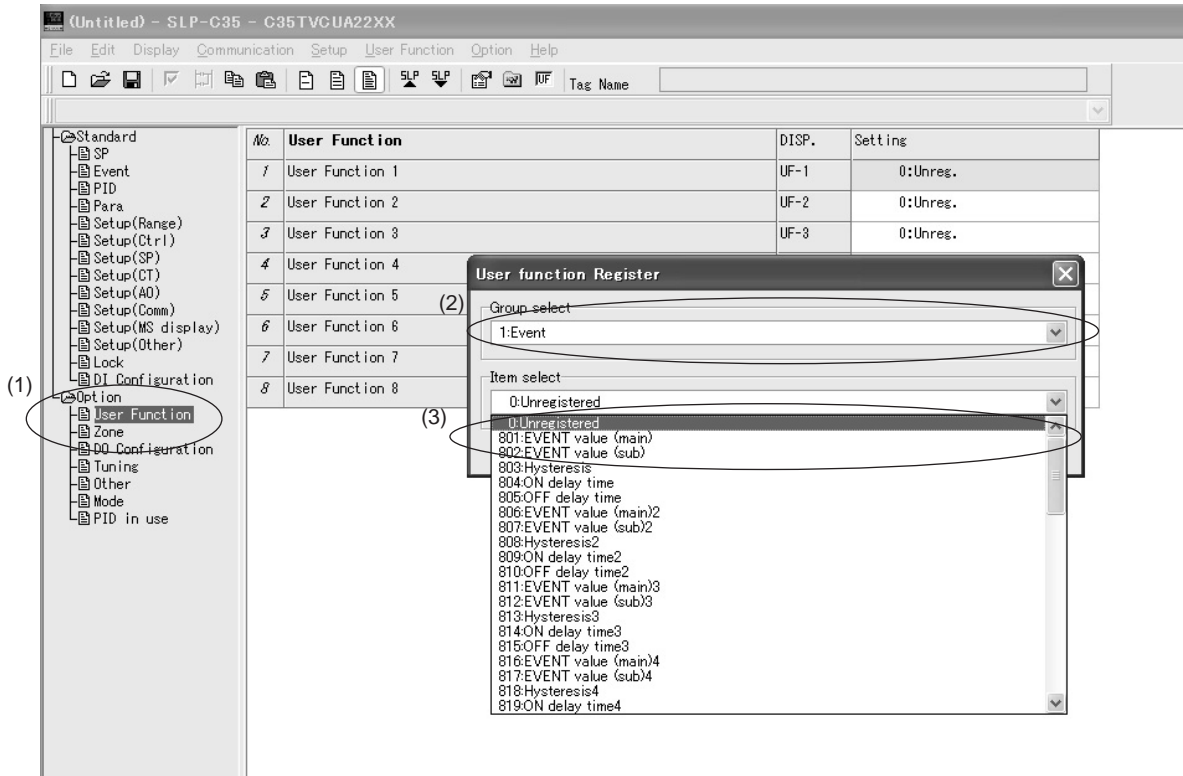 (Untitled) - SLP-C35 - C35TVCUA22XX
File Edit Display Communication Setup User Function Option Help
SLP SLP UF Tag Name
Standard
SP
Event
PID
Para
Setup(Range)
Setup(Ctrl)
Setup(SP)
Setup(CT)
Setup(AO)
Setup(Comm)
Setup(MS display)
Setup(Other)
Lock
DI Configuration
(1)
Option
User Function
Zone
DO Configuration
Tuning
Other
Mode
PID in use
No. User Function DISP. Setting
1 User Function 1 UF-1 0:Unreg.
2 User Function 2 UF-2 0:Unreg.
3 User Function 3 UF-3 0:Unreg.
4 User Function 4
5 User Function 5
6 User Function 6
7 User Function 7
8 User Function 8
User function Register
(2)
Group select
1:Event
Item select
0:Unregistered
(3)
0:Unregistered
801:EVENT value (main)
802:EVENT value (sub)
803:Hysteresis
804:ON delay time
805:OFF delay time
806:EVENT value (main)2
807:EVENT value (sub)2
808:Hysteresis2
809:ON delay time2
810:OFF delay time2
811:EVENT value (main)3
812:EVENT value (sub)3
813:Hysteresis3
814:ON delay time3
815:OFF delay time3
816:EVENT value (main)4
817:EVENT value (sub)4
818:Hysteresis4
819:ON delay time4